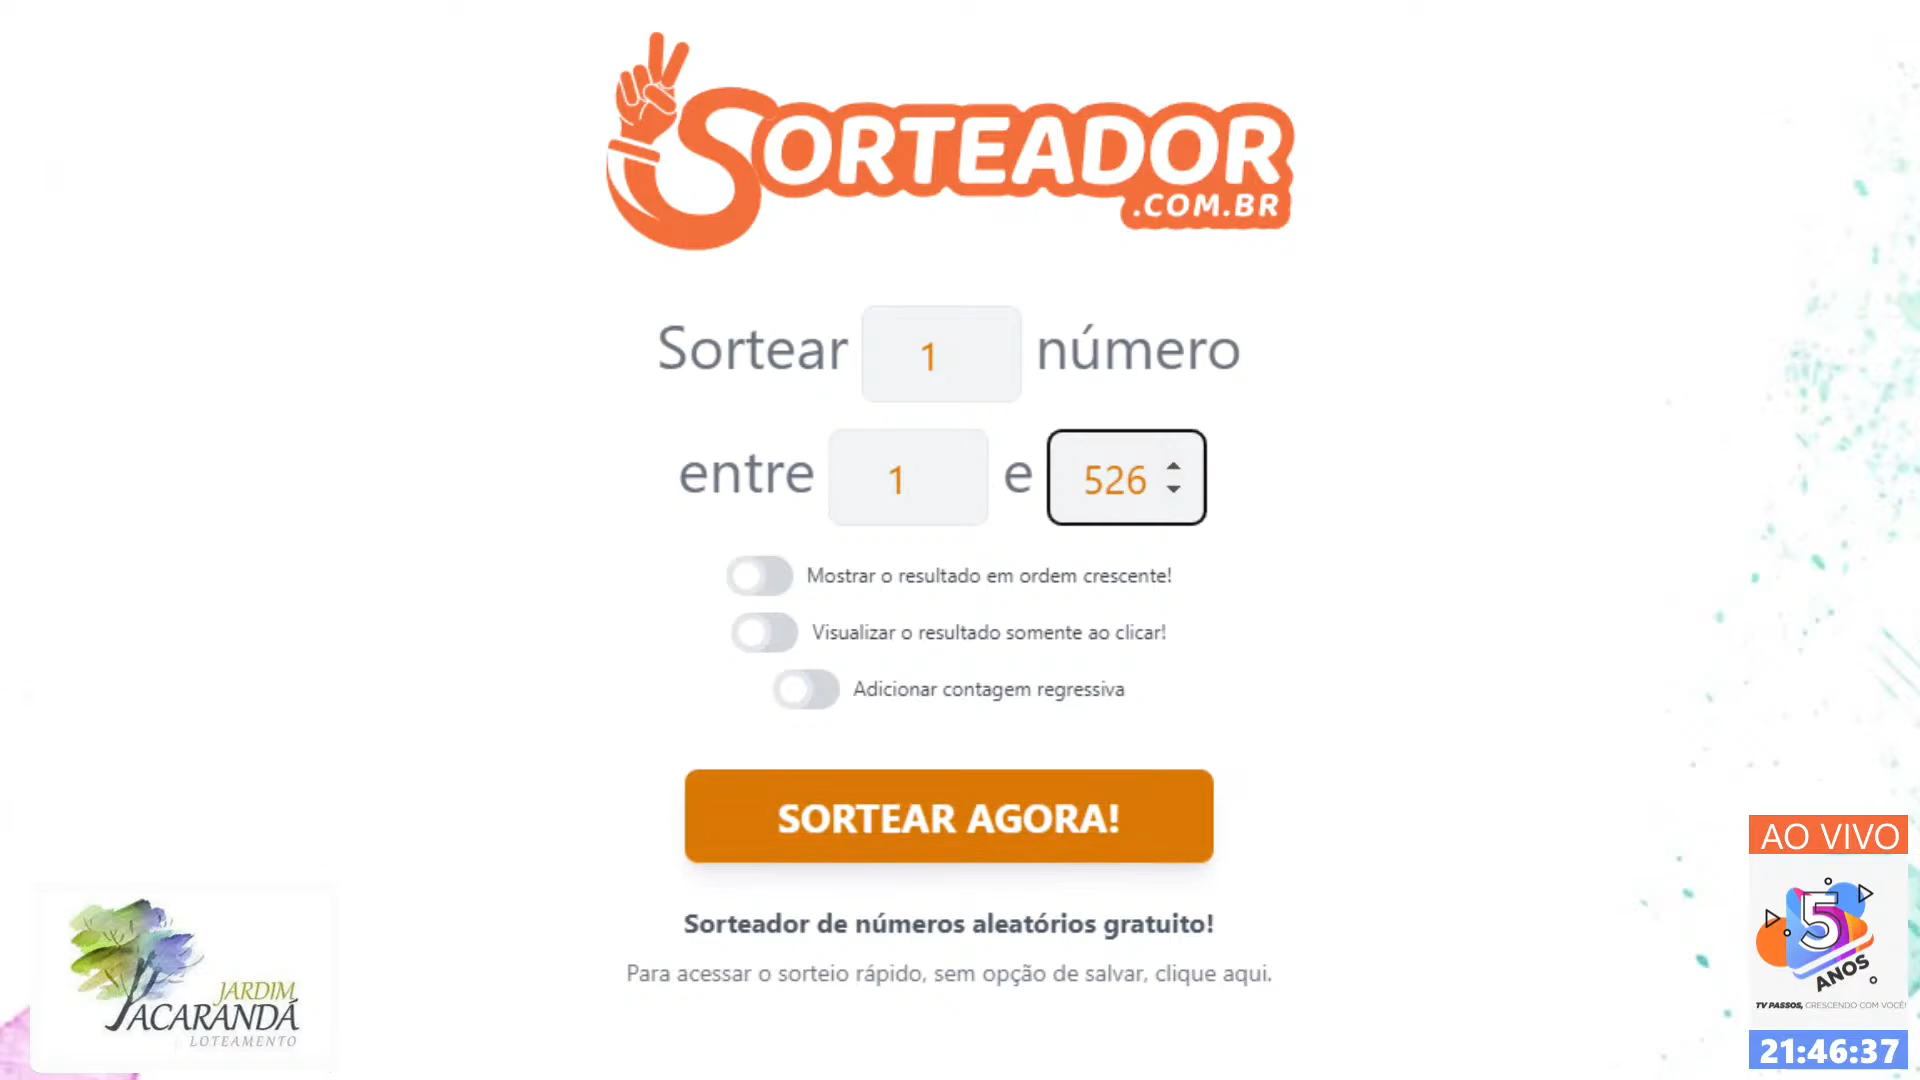 SORTEADOR
.COM.BR
Sortear 1 número
entre 1 e 526
Mostrar o resultado em ordem crescente!
Visualizar o resultado somente ao clicar!
Adicionar contagem regressiva
SORTEAR AGORA!
Sorteador de números aleatórios gratuito!
Para acessar o sorteio rápido, sem opção de salvar, clique aqui.
JARDIM
JACARANDÁ
LOTEAMENTO
AO VIVO
5
ANOS
TV PASSOS, CRESCENDO COM VOCÊ!
21:46:37